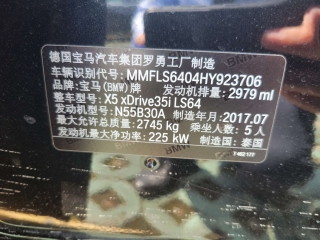 德国宝马汽车集团罗勇工厂制造
车辆识别代号: MMFLS6404HY923706
品牌: 宝马 (BMW) 牌 发动机排量: 2979 ml
整车型号: X5 xDrive35i LS64
发动机型号: N55B30A 制造年月: 2017.07
最大允许总质量: 2745 kg 乘坐人数: 5 人
发动机最大净功率: 225 kW 制造国: 泰国